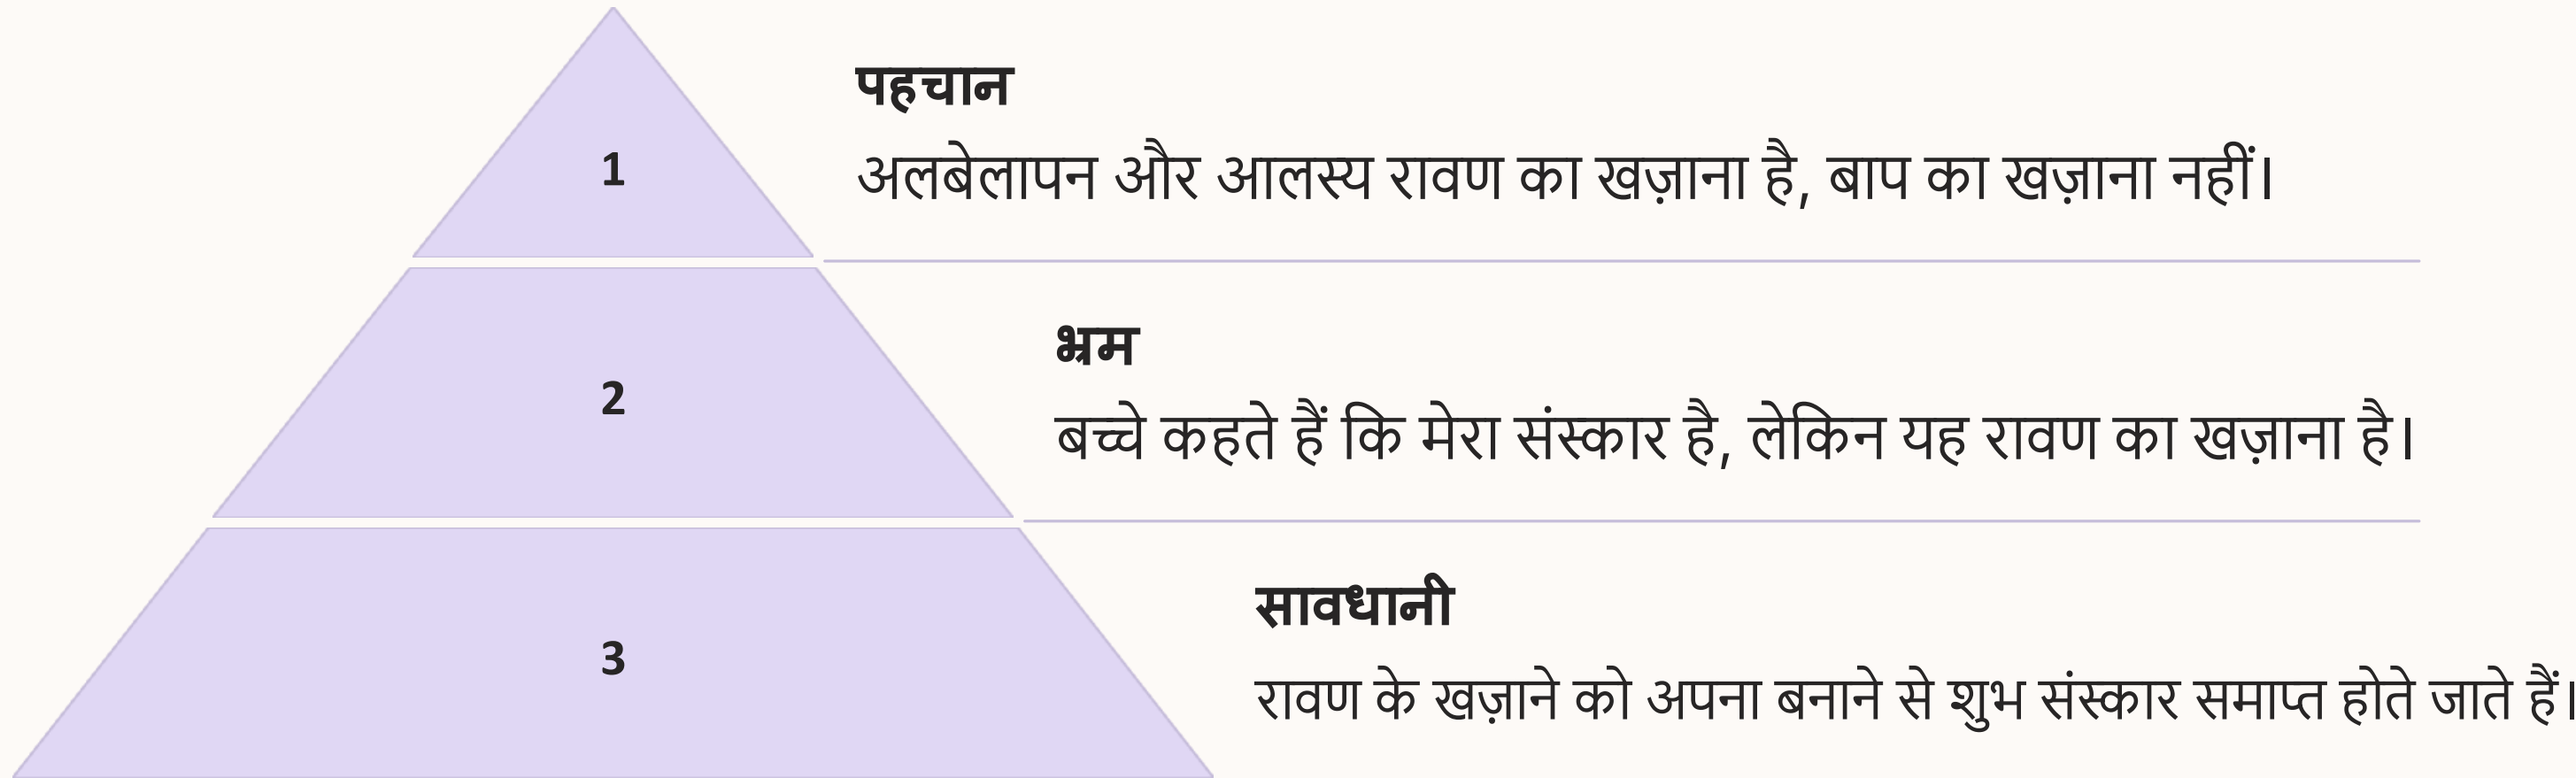 1
पहचान
अलबेलापन और आलस्य रावण का खज़ाना है, बाप का खज़ाना नहीं।
2
भ्रम
बच्चे कहते हैं कि मेरा संस्कार है, लेकिन यह रावण का खज़ाना है।
3
सावधानी
रावण के खज़ाने को अपना बनाने से शुभ संस्कार समाप्त होते जाते हैं।